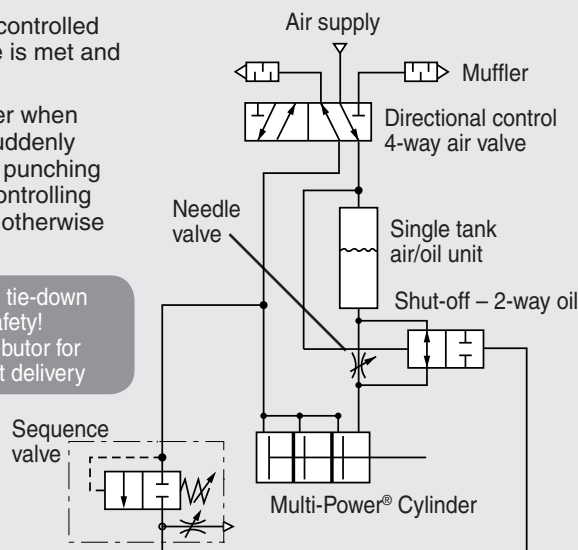 controlled
e is met and
er when
uddenly
punching
ontrolling
otherwise
tie-down
afety!
butor for
t delivery
Air supply
Muffler
Directional control
4-way air valve
Needle
valve
Single tank
air/oil unit
Shut-off – 2-way oil
Sequence
valve
Multi-Power® Cylinder